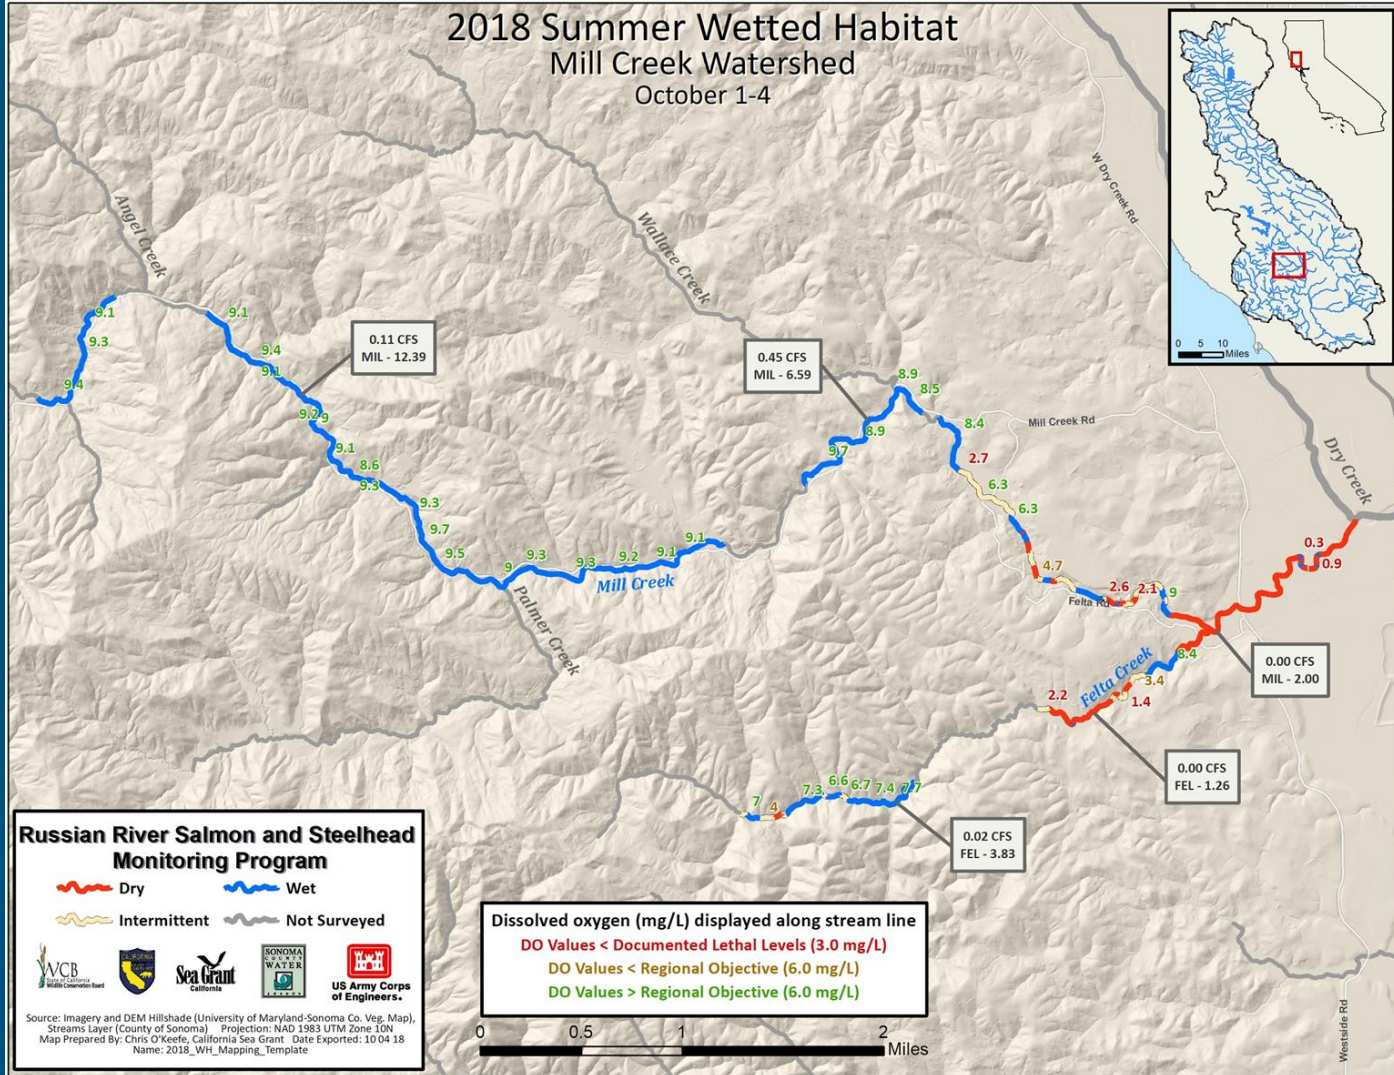 2018 Summer Wetted Habitat
Mill Creek Watershed
October 1-4
W Dry Creek Rd
0 5 10
Miles
Angel Creek
Wallace Creek
9.1
9.3
9.4
9.1
9.4
9.1
0.11 CFS
MIL - 12.39
9.2
9
9.1
8.6
9.3
9.3
9.7
9.5
9
9.3
9.3
9.2
9.1
9.1
Mill Creek
Palmer Creek
0.45 CFS
MIL - 6.59
9.7
8.9
8.9
8.5
8.4
Mill Creek Rd
2.7
6.3
6.3
4.7
Felta Rd
2.6
2.1
9
Dry Creek
0.3
0.9
0.00 CFS
MIL - 2.00
8.4
Felta Creek
3.4
1.4
2.2
0.00 CFS
FEL - 1.26
7
4
7.3
6.6
6.7
7.4
7.7
0.02 CFS
FEL - 3.83
Westside Rd
Russian River Salmon and Steelhead
Monitoring Program
Dry
Wet
Intermittent
Not Surveyed
WCB
State of California
Wildlife Conservation Board
CALIFORNIA
Sea Grant
California
SONOMA
COUNTY
WATER
AGENCY
US Army Corps
of Engineers.
Source: Imagery and DEM Hillshade (University of Maryland-Sonoma Co. Veg. Map),
Streams Layer (County of Sonoma) Projection: NAD 1983 UTM Zone 10N
Map Prepared By: Chris O'Keefe, California Sea Grant Date Exported: 10 04 18
Name: 2018_WH_Mapping_Template
Dissolved oxygen (mg/L) displayed along stream line
DO Values < Documented Lethal Levels (3.0 mg/L)
DO Values < Regional Objective (6.0 mg/L)
DO Values > Regional Objective (6.0 mg/L)
0 0.5 1 2
Miles